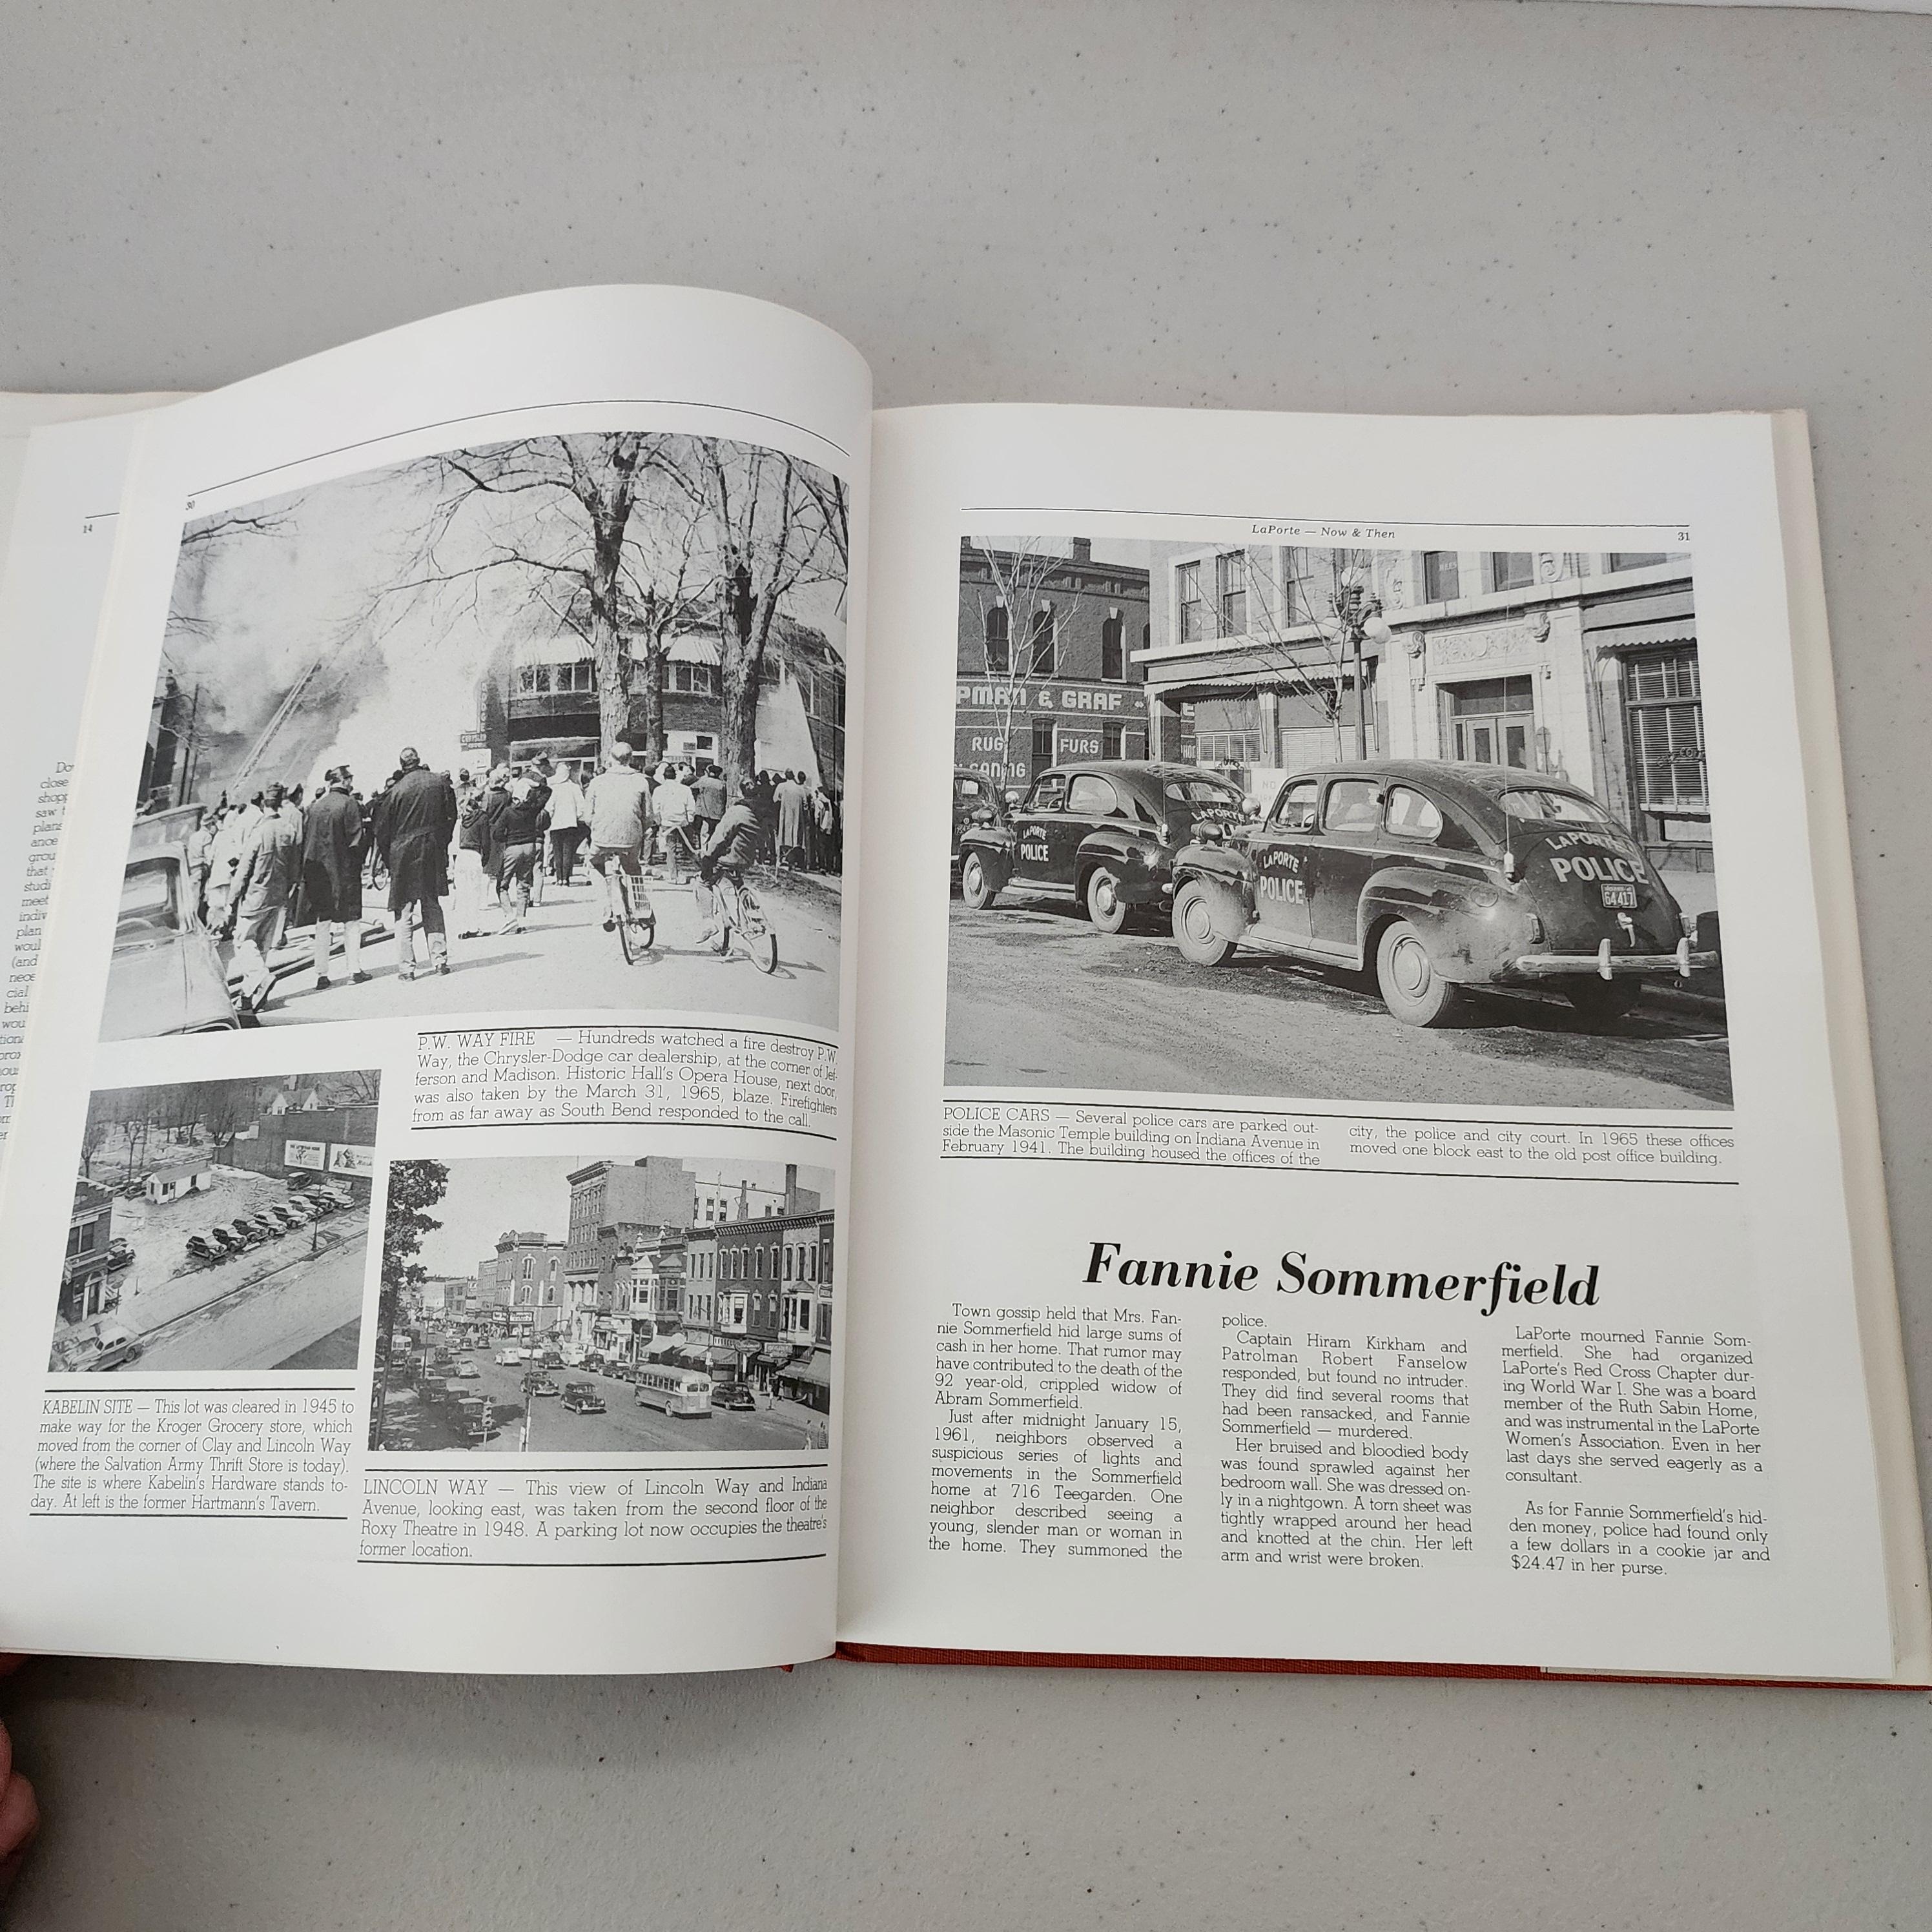 30
P.W. WAY FIRE — Hundreds watched a fire destroy P.W.
Way, the Chrysler-Dodge car dealership, at the corner of Jef-
ferson and Madison. Historic Hall's Opera House, next door,
was also taken by the March 31, 1965, blaze. Firefighters
from as far away as South Bend responded to the call.
KABELIN SITE — This lot was cleared in 1945 to
make way for the Kroger Grocery store, which
moved from the corner of Clay and Lincoln Way
(where the Salvation Army Thrift Store is today).
The site is where Kabelin's Hardware stands to-
day. At left is the former Hartmann's Tavern.
LINCOLN WAY — This view of Lincoln Way and Indiana
Avenue, looking east, was taken from the second floor of the
Roxy Theatre in 1948. A parking lot now occupies the theatre's
former location.
LaPorte — Now & Then
31
PMAN & GRAF
RUG
FURS
LAPORTE
POLICE
LAPORTE
LAPORTE
POLICE
LAPORTE
POLICE
64417
POLICE CARS — Several police cars are parked out-
side the Masonic Temple building on Indiana Avenue in
February 1941. The building housed the offices of the
city, the police and city court. In 1965 these offices
moved one block east to the old post office building.
Fannie Sommerfield
Town gossip held that Mrs. Fan-
nie Sommerfield hid large sums of
cash in her home. That rumor may
have contributed to the death of the
92 year-old, crippled widow of
Abram Sommerfield.
Just after midnight January 15,
1961, neighbors observed a
suspicious series of lights and
movements in the Sommerfield
home at 716 Teegarden. One
neighbor described seeing a
young, slender man or woman in
the home. They summoned the
police.
Captain Hiram Kirkham and
Patrolman Robert Fanselow
responded, but found no intruder.
They did find several rooms that
had been ransacked, and Fannie
Sommerfield — murdered.
Her bruised and bloodied body
was found sprawled against her
bedroom wall. She was dressed on-
ly in a nightgown. A torn sheet was
tightly wrapped around her head
and knotted at the chin. Her left
arm and wrist were broken.
LaPorte mourned Fannie Som-
merfield. She had organized
LaPorte's Red Cross Chapter dur-
ing World War I. She was a board
member of the Ruth Sabin Home,
and was instrumental in the LaPorte
Women's Association. Even in her
last days she served eagerly as a
consultant.
As for Fannie Sommerfield's hid-
den money, police had found only
a few dollars in a cookie jar and
$24.47 in her purse.